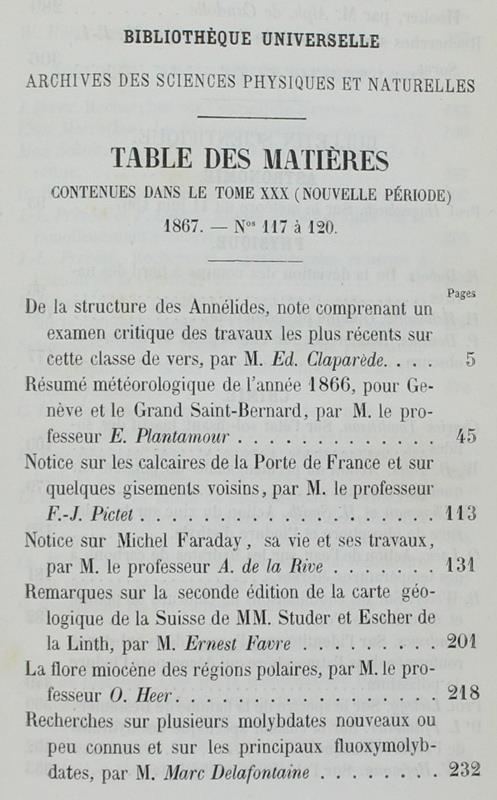 BIBLIOTHÈQUE UNIVERSELLE
ARCHIVES DES SCIENCES PHYSIQUES ET NATURELLES
TABLE DES MATIÈRES
CONTENUES DANS LE TOME XXX (NOUVELLE PÉRIODE)
1867. — Nos 117 à 120.
Pages
De la structure des Annélides, note comprenant un
examen critique des travaux les plus récents sur
cette classe de vers, par M. Ed. Claparède. . . . 5
Résumé météorologique de l'année 1866, pour Ge-
nève et le Grand Saint-Bernard, par M. le pro-
fesseur E. Plantamour . . . . . . . . . . . . . 45
Notice sur les calcaires de la Porte de France et sur
quelques gisements voisins, par M. le professeur
F.-J. Pictet . . . . . . . . . . . . . . . . . . 113
Notice sur Michel Faraday, sa vie et ses travaux,
par M. le professeur A. de la Rive . . . . . . . 131
Remarques sur la seconde édition de la carte géo-
logique de la Suisse de MM. Studer et Escher de
la Linth, par M. Ernest Favre . . . . . . . . . 201
La flore miocène des régions polaires, par M. le pro-
fesseur O. Heer. . . . . . . . . . . . . . . . . 218
Recherches sur plusieurs molybdates nouveaux ou
peu connus et sur les principaux fluoxymolyb-
dates, par M. Marc Delafontaine . . . . . . . . 232